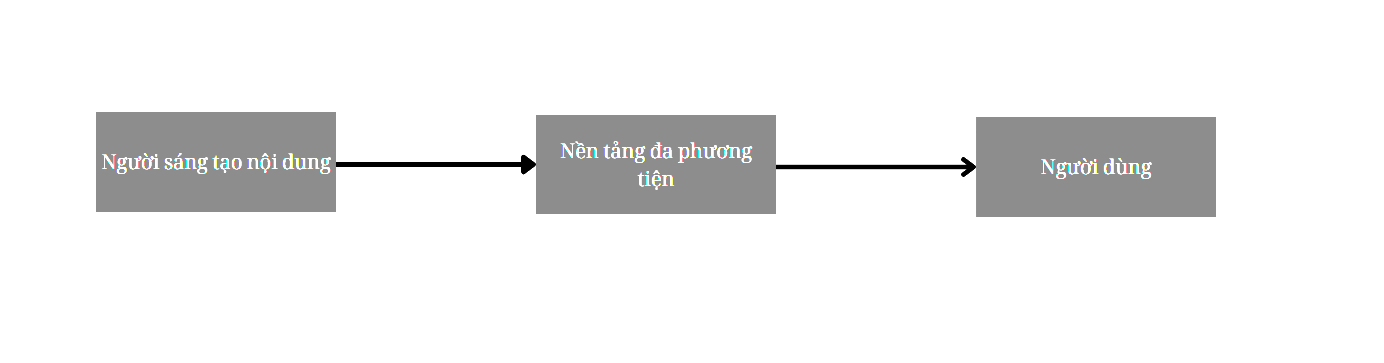 Người sáng tạo nội dung
Nền tảng đa phương
tiện
Người dùng